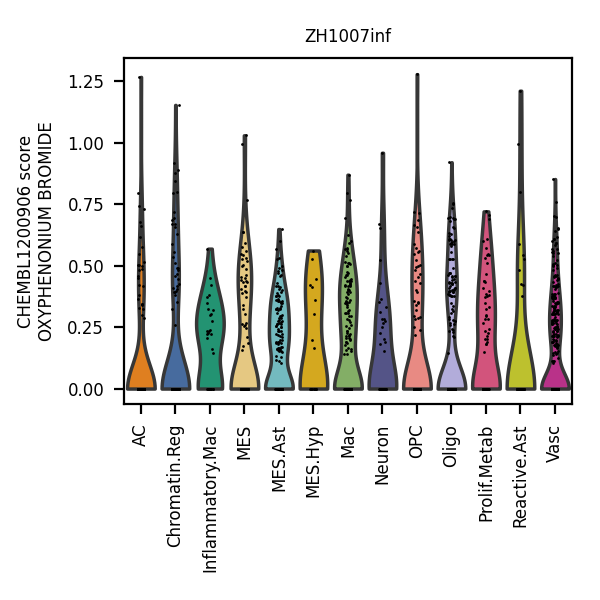 ZH1007inf
CHEMBL1200906 score
OXYPHENONIUM BROMIDE
1.25
1.00
0.75
0.50
0.25
0.00
AC
Chromatin.Reg
Inflammatory.Mac
MES
MES.Ast
MES.Hyp
Mac
Neuron
OPC
Oligo
Prolif.Metab
Reactive.Ast
Vasc